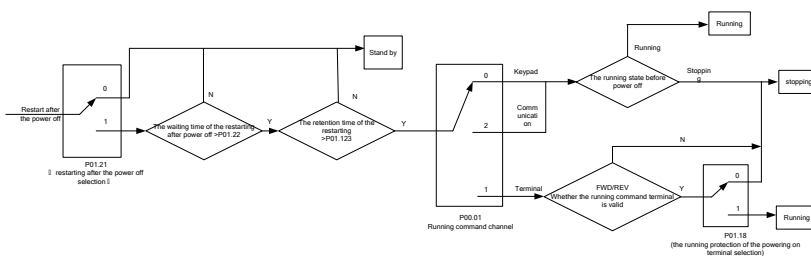 Restart after
the power off
0
1
P01.21
( restarting after the power off
selection )
Stand by
N
The waiting time of the restarting
after power off >P01.22
Y
N
The retention time of the
restarting
>P01.123
Y
0
2
1
P00.01
Running command channel
Keypad
Comm
unicati
on
Terminal
Running
Running
The running state before
power off
Stoppin
g
stopping
N
FWD/REV
Whether the running command terminal
is valid
Y
0
1
P01.18
(the running protection of the powering on
terminal selection)
Running